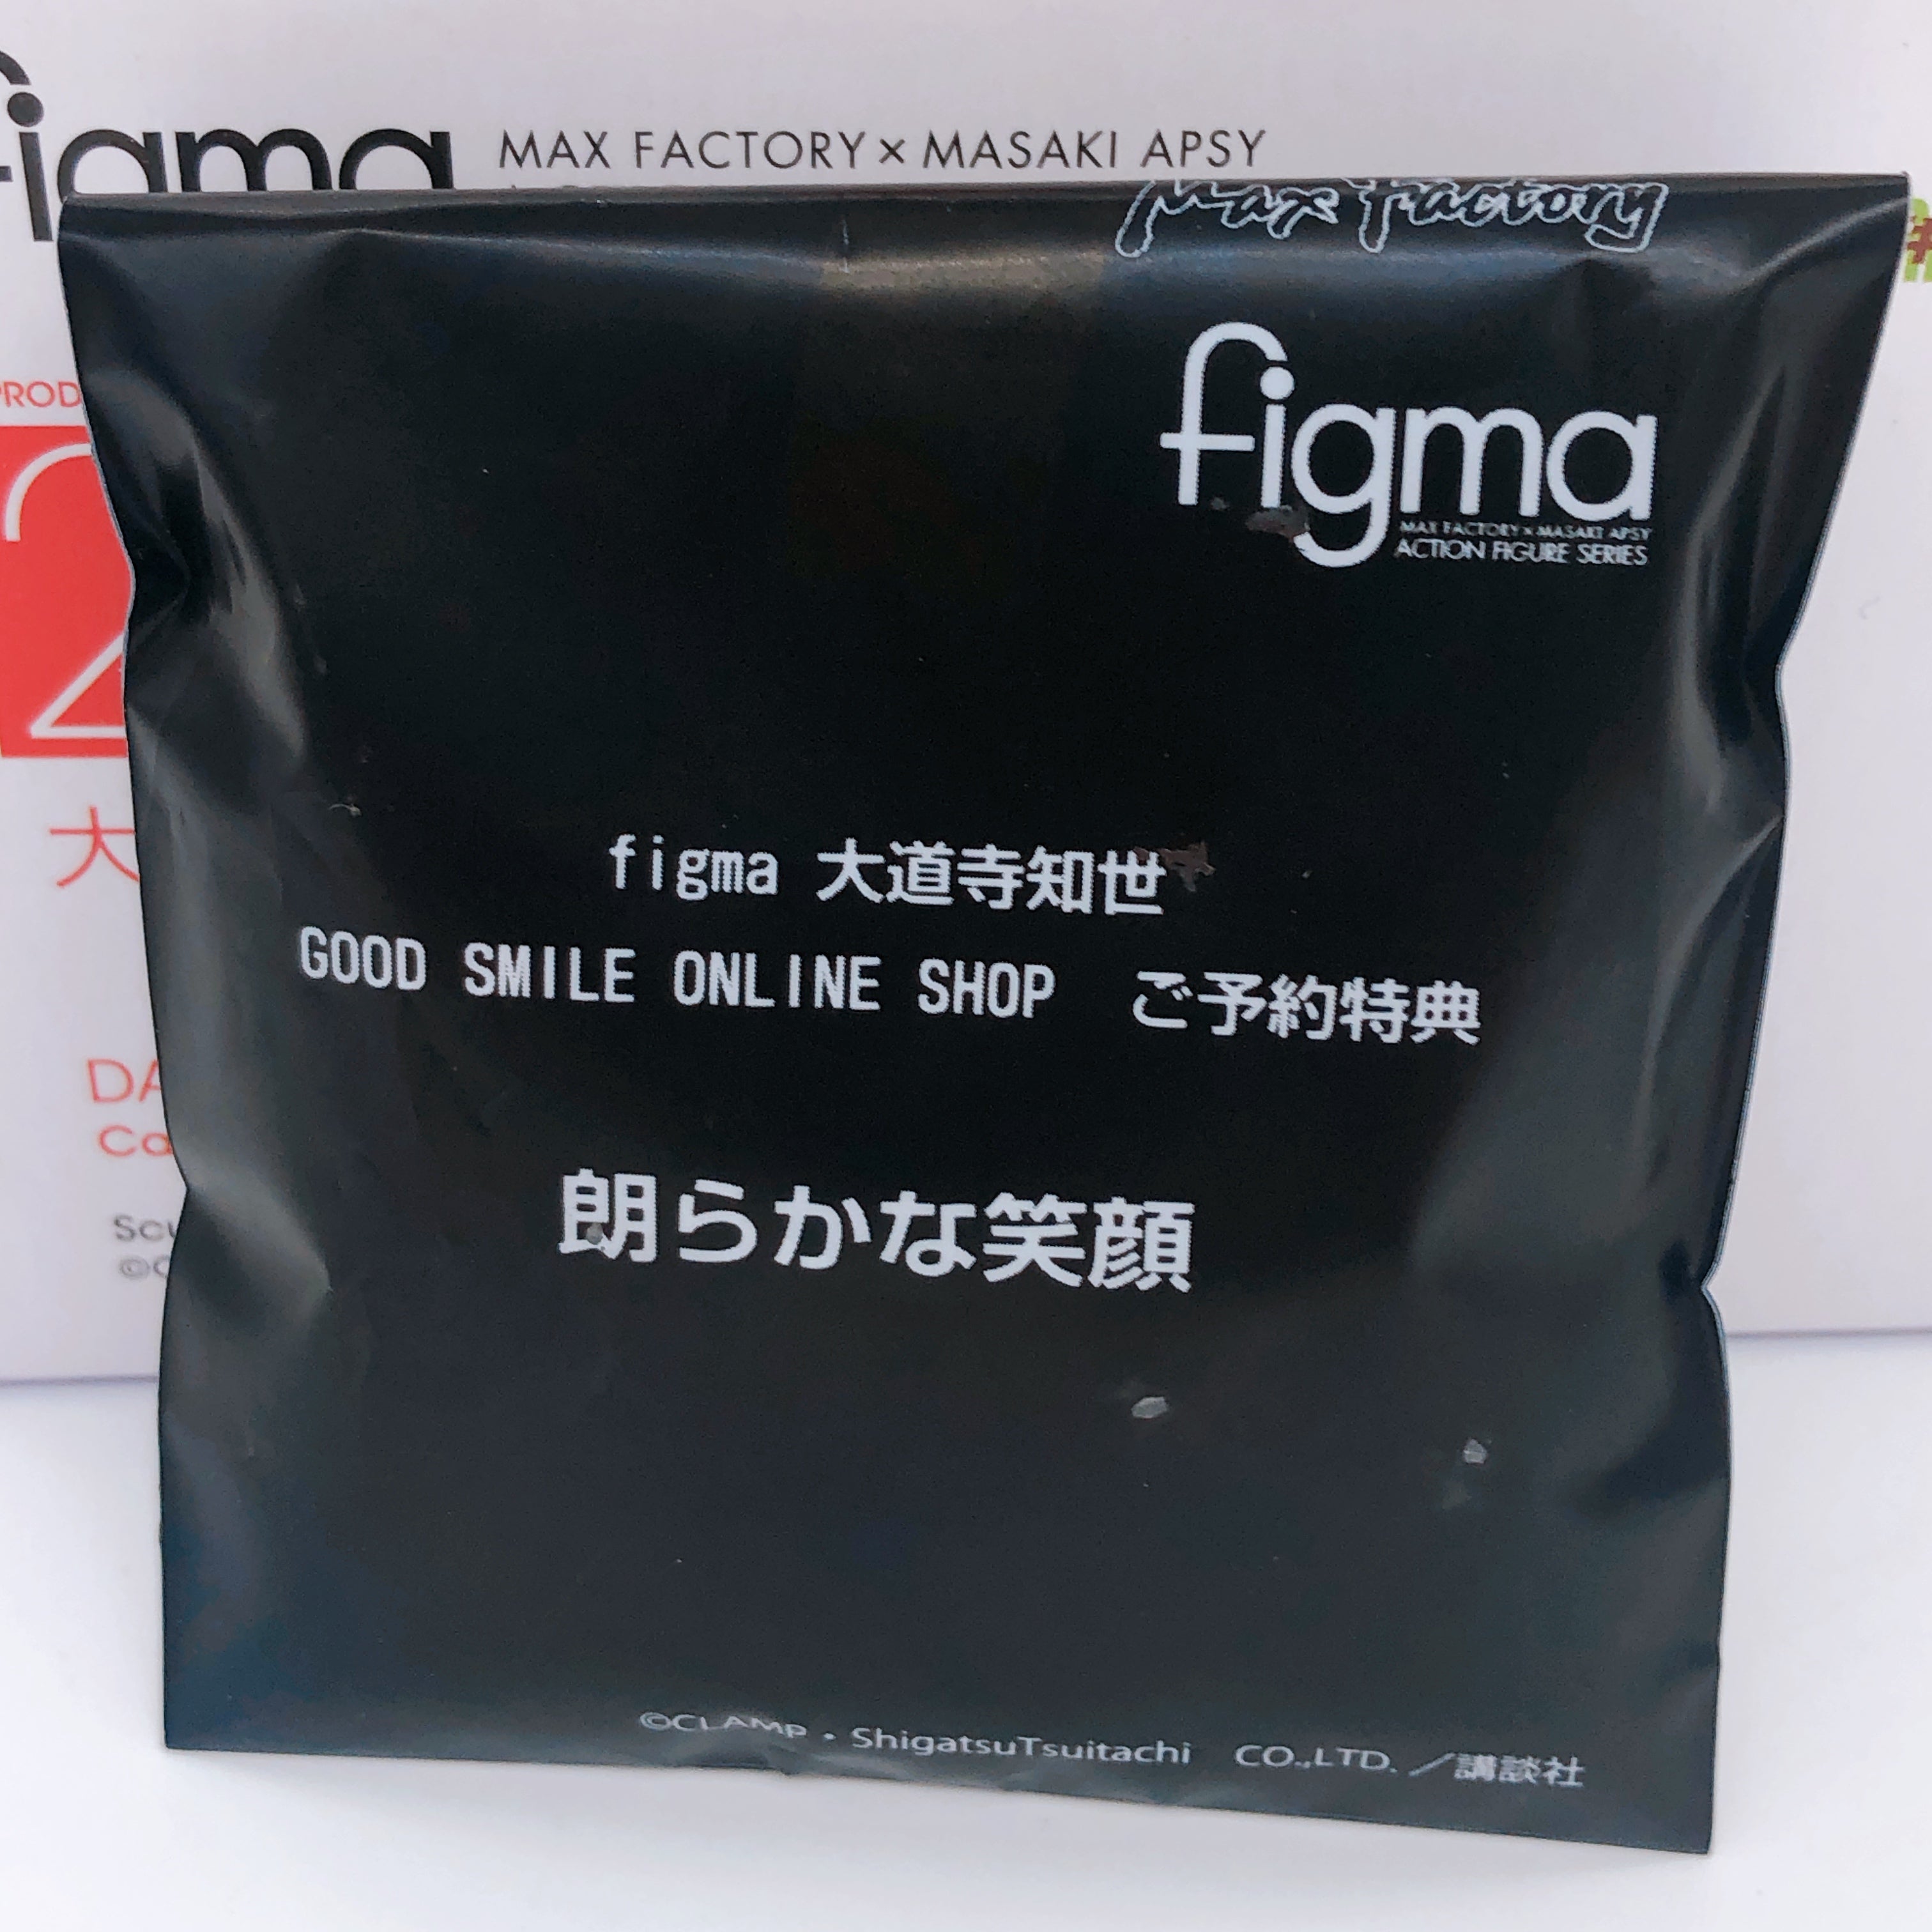 figma
MAX FACTORY×MASAKI APSY
Max Factory
figma
MAX FACTORY×MASAKI APSY
ACTION FIGURE SERIES
2
大
figma 大道寺知世
GOOD SMILE ONLINE SHOP ご予約特典
朗らかな笑顔
©CLAMP・ShigatsuTsuitachi CO.,LTD.／講談社